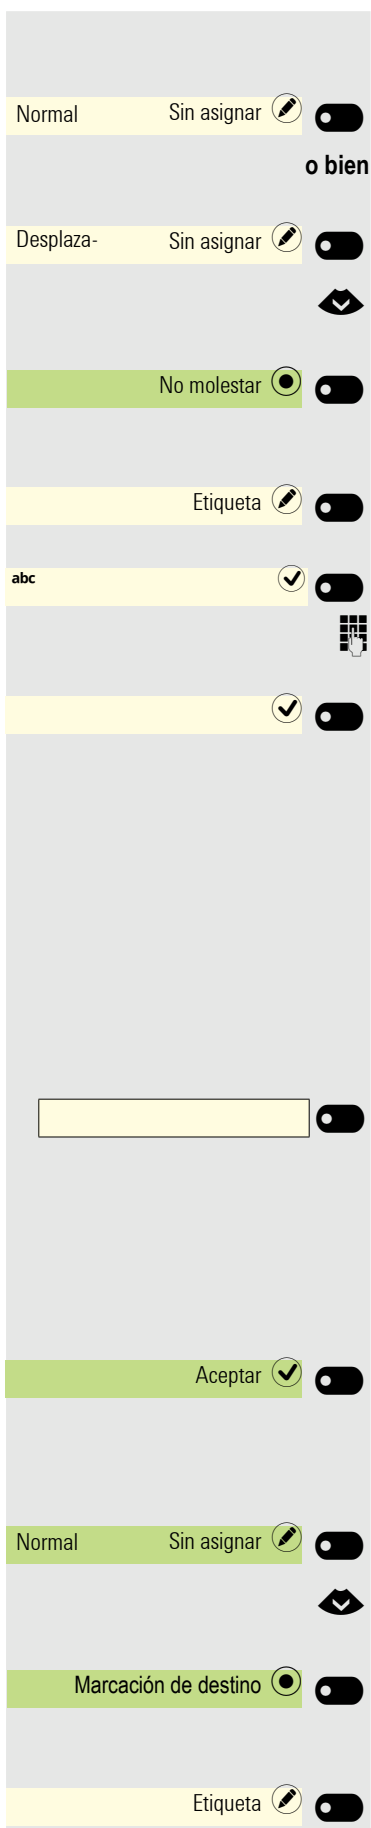 Normal Sin asignar
o bien
Desplaza- Sin asignar
No molestar
Etiqueta
abc
Aceptar
Normal Sin asignar
Marcación de destino
Etiqueta